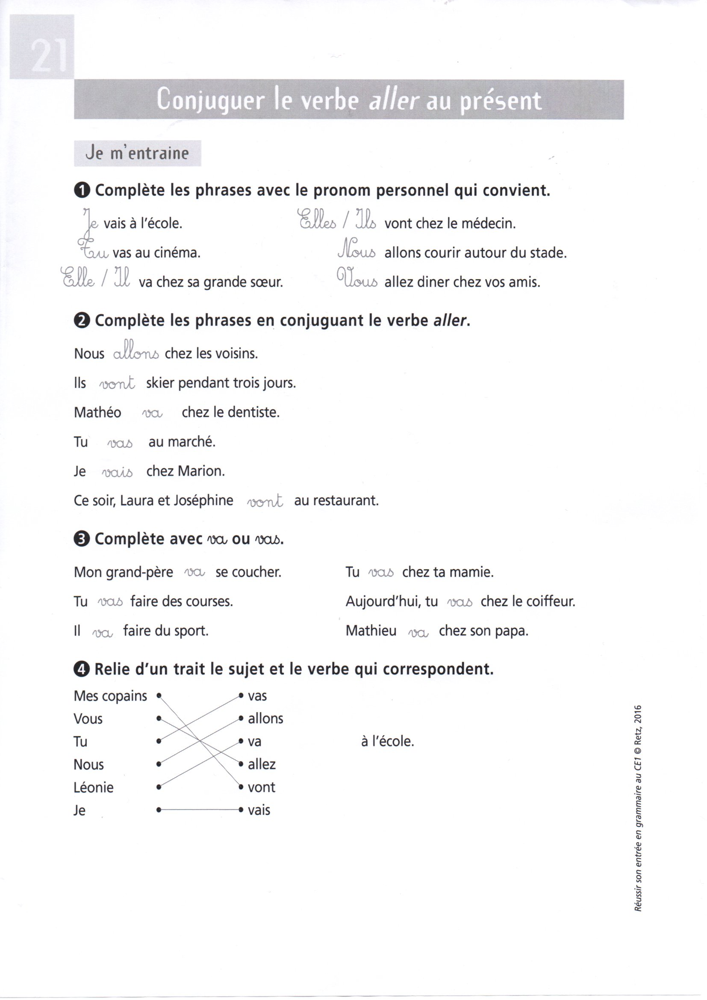 21
Conjuguer le verbe aller au présent
Je m'entraine
1 Complète les phrases avec le pronom personnel qui convient.
Je vais à l'école.
Elles / Ils vont chez le médecin.
Tu vas au cinéma.
Nous allons courir autour du stade.
Elle / Il va chez sa grande sœur.
Vous allez diner chez vos amis.
2 Complète les phrases en conjuguant le verbe aller.
Nous allons chez les voisins.
Ils vont skier pendant trois jours.
Mathéo va chez le dentiste.
Tu vas au marché.
Je vais chez Marion.
Ce soir, Laura et Joséphine vont au restaurant.
3 Complète avec va ou vas.
Mon grand-père va se coucher.
Tu vas chez ta mamie.
Tu vas faire des courses.
Aujourd'hui, tu vas chez le coiffeur.
Il va faire du sport.
Mathieu va chez son papa.
4 Relie d'un trait le sujet et le verbe qui correspondent.
Mes copains • • vas
Vous • • allons
Tu • • va à l'école.
Nous • • allez
Léonie • • vont
Je • • vais
Réussir son entrée en grammaire au CE1 © Retz, 2016